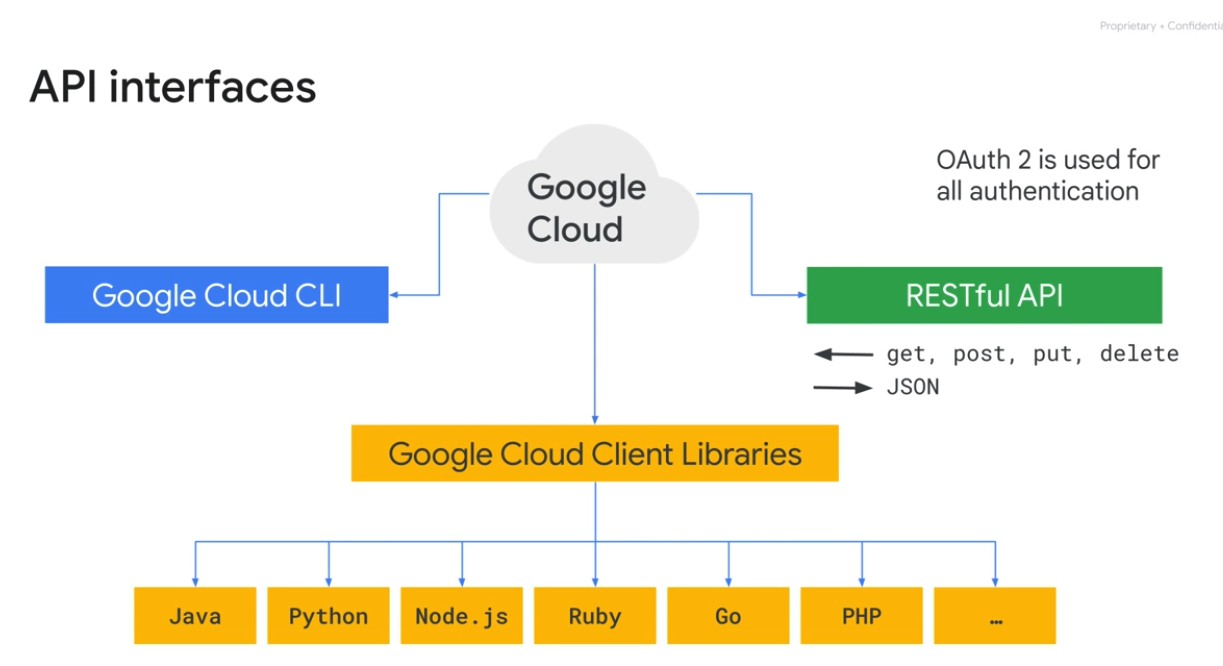 Proprietary + Confidentia
API interfaces
Google
Cloud
OAuth 2 is used for
all authentication
Google Cloud CLI
RESTful API
get, post, put, delete
JSON
Google Cloud Client Libraries
Java
Python
Node.js
Ruby
Go
PHP
…